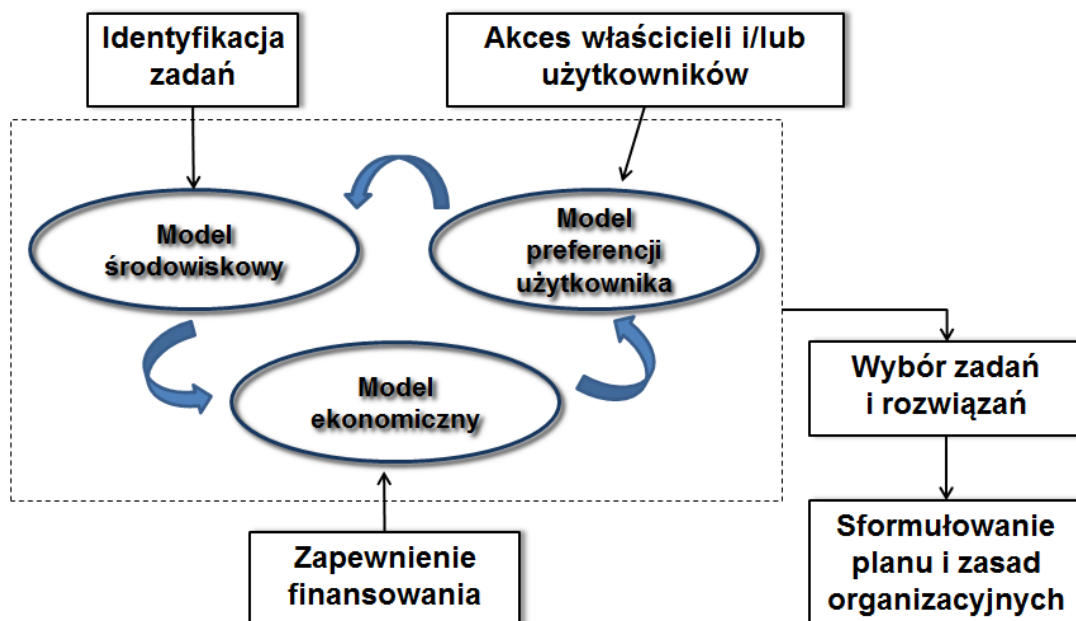 Identyfikacja
zadań
Akces właścicieli i/lub
użytkowników
Model
środowiskowy
Model
preferencji
użytkownika
Model
ekonomiczny
Wybór zadań
i rozwiązań
Zapewnienie
finansowania
Sformułowanie
planu i zasad
organizacyjnych